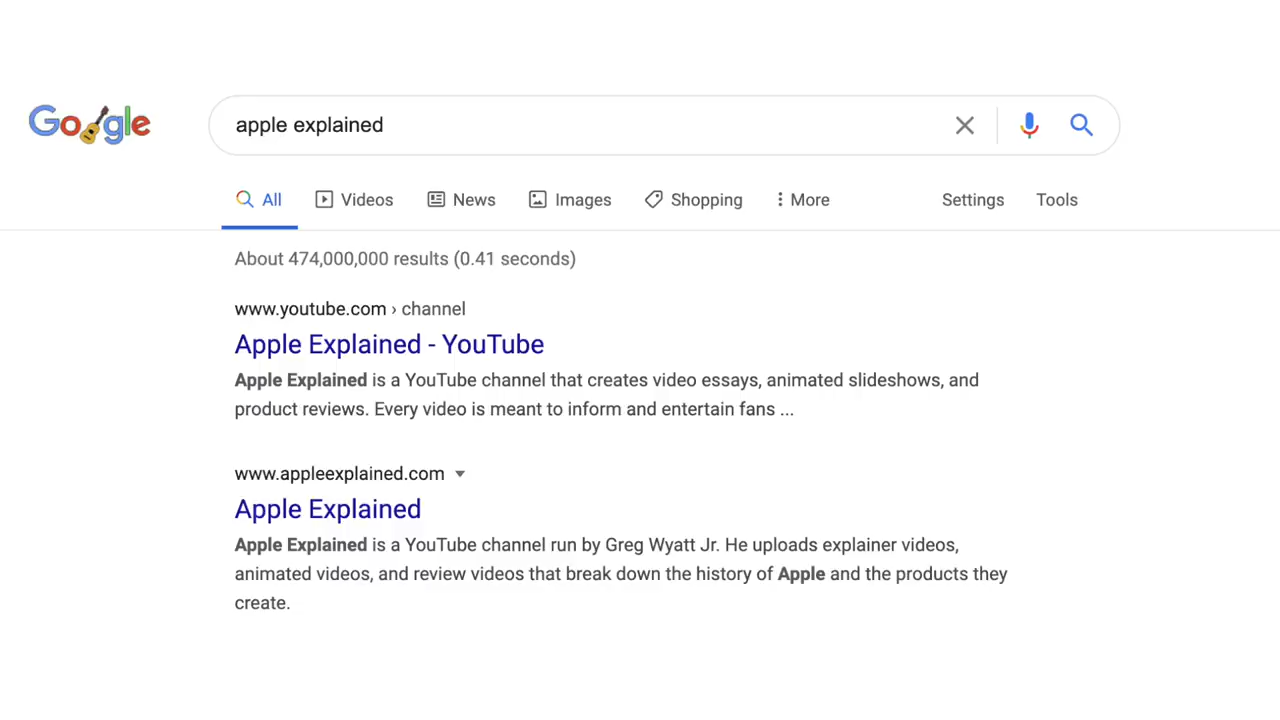 Google
apple explained
All Videos News Images Shopping More Settings Tools
About 474,000,000 results (0.41 seconds)
www.youtube.com › channel
Apple Explained - YouTube
Apple Explained is a YouTube channel that creates video essays, animated slideshows, and
product reviews. Every video is meant to inform and entertain fans ...
www.appleexplained.com
Apple Explained
Apple Explained is a YouTube channel run by Greg Wyatt Jr. He uploads explainer videos,
animated videos, and review videos that break down the history of Apple and the products they
create.